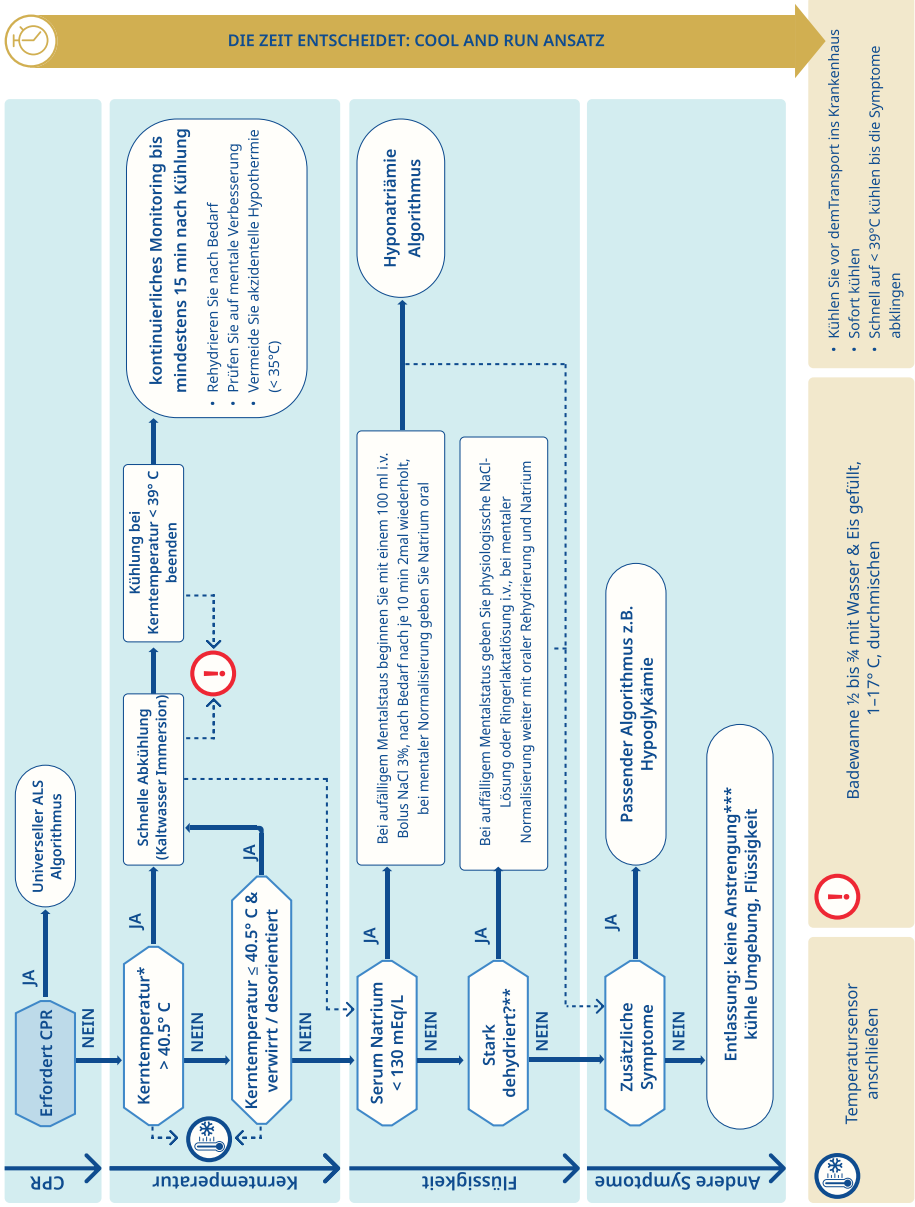 DIE ZEIT ENTSCHEIDET: COOL AND RUN ANSATZ
CPR
Erfordert CPR
JA
NEIN
Universeller ALS
Algorithmus
Kerntemperatur
Kerntemperatur*
> 40.5° C
JA
NEIN
Schnelle Abkühlung
(Kaltwasser Immersion)
Kühlung bei
Kerntemperatur < 39° C
beenden
kontinuierliches Monitoring bis
mindestens 15 min nach Kühlung
• Rehydrieren Sie nach Bedarf
• Prüfen Sie auf mentale Verbesserung
• Vermeide Sie akzidentelle Hypothermie
(< 35°C)
Kerntemperatur ≤ 40.5° C &
verwirrt / desorientiert
JA
NEIN
Flüssigkeit
Serum Natrium
< 130 mEq/L
JA
NEIN
Bei aufälligem Mentalstaus beginnen Sie mit einem 100 ml i.v.
Bolus NaCl 3%, nach Bedarf nach je 10 min 2mal wiederholt,
bei mentaler Normalisierung geben Sie Natrium oral
Hyponatriämie
Algorithmus
Stark
dehydriert?**
JA
NEIN
Bei auffälligem Mentalstatus geben Sie physiologissche NaCl-
Lösung oder Ringerlaktatlösung i.v., bei mentaler
Normalisierung weiter mit oraler Rehydrierung und Natrium
Andere Symptome
Zusätzliche
Symptome
JA
NEIN
Passender Algorithmus z.B.
Hypoglykämie
Entlassung: keine Anstrengung***
kühle Umgebung, Flüssigkeit
Temperatursensor
anschließen
Badewanne ½ bis ¾ mit Wasser & Eis gefüllt,
1–17° C, durchmischen
• Kühlen Sie vor demTransport ins Krankenhaus
• Sofort kühlen
• Schnell auf < 39°C kühlen bis die Symptome
abklingen